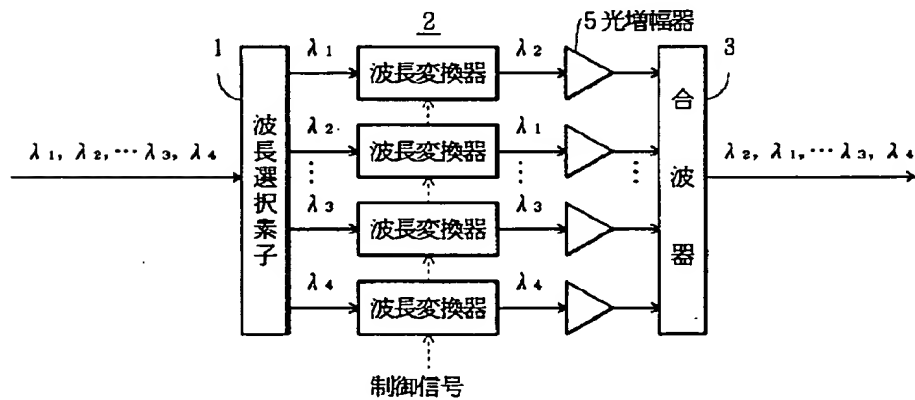 2
5 光増幅器
1
λ1
波長変換器
λ2
3
λ1, λ2, … λ3, λ4
波長選択素子
λ2
波長変換器
λ1
合波器
λ2, λ1, … λ3, λ4
λ3
波長変換器
λ3
λ4
波長変換器
λ4
制御信号